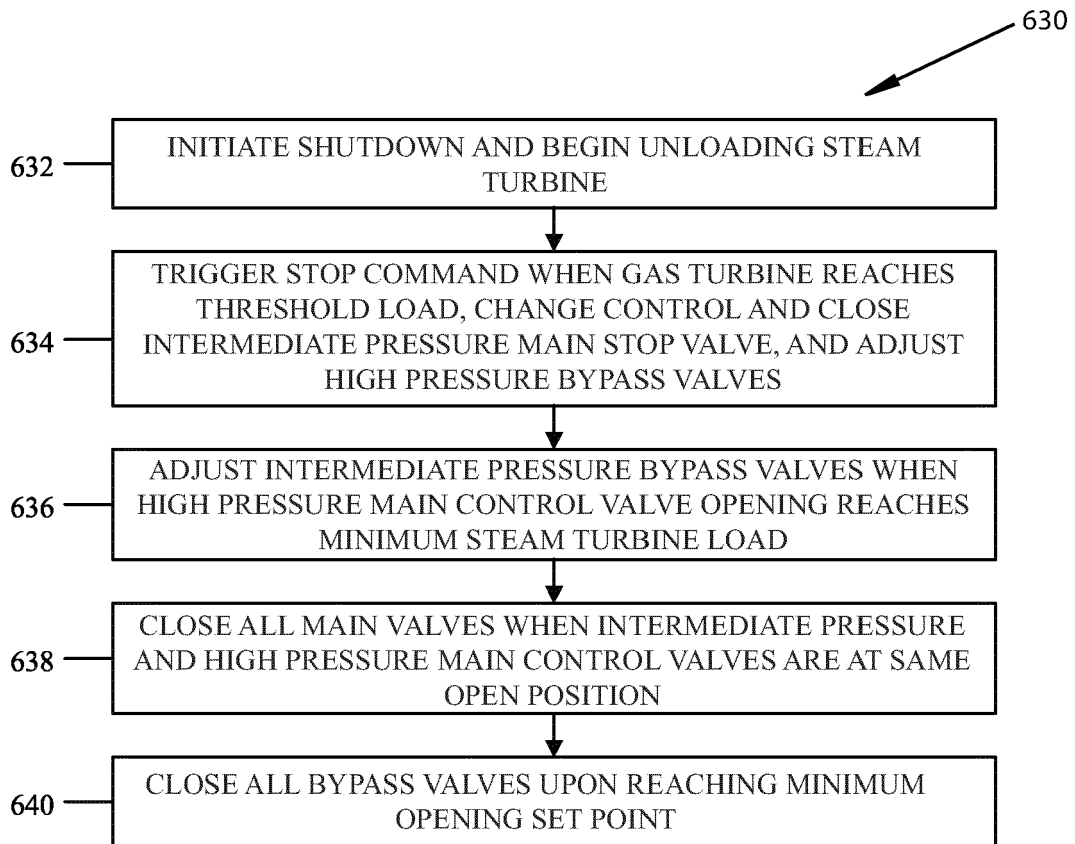 630
632
INITIATE SHUTDOWN AND BEGIN UNLOADING STEAM
TURBINE
634
TRIGGER STOP COMMAND WHEN GAS TURBINE REACHES
THRESHOLD LOAD, CHANGE CONTROL AND CLOSE
INTERMEDIATE PRESSURE MAIN STOP VALVE, AND ADJUST
HIGH PRESSURE BYPASS VALVES
636
ADJUST INTERMEDIATE PRESSURE BYPASS VALVES WHEN
HIGH PRESSURE MAIN CONTROL VALVE OPENING REACHES
MINIMUM STEAM TURBINE LOAD
638
CLOSE ALL MAIN VALVES WHEN INTERMEDIATE PRESSURE
AND HIGH PRESSURE MAIN CONTROL VALVES ARE AT SAME
OPEN POSITION
640
CLOSE ALL BYPASS VALVES UPON REACHING MINIMUM
OPENING SET POINT